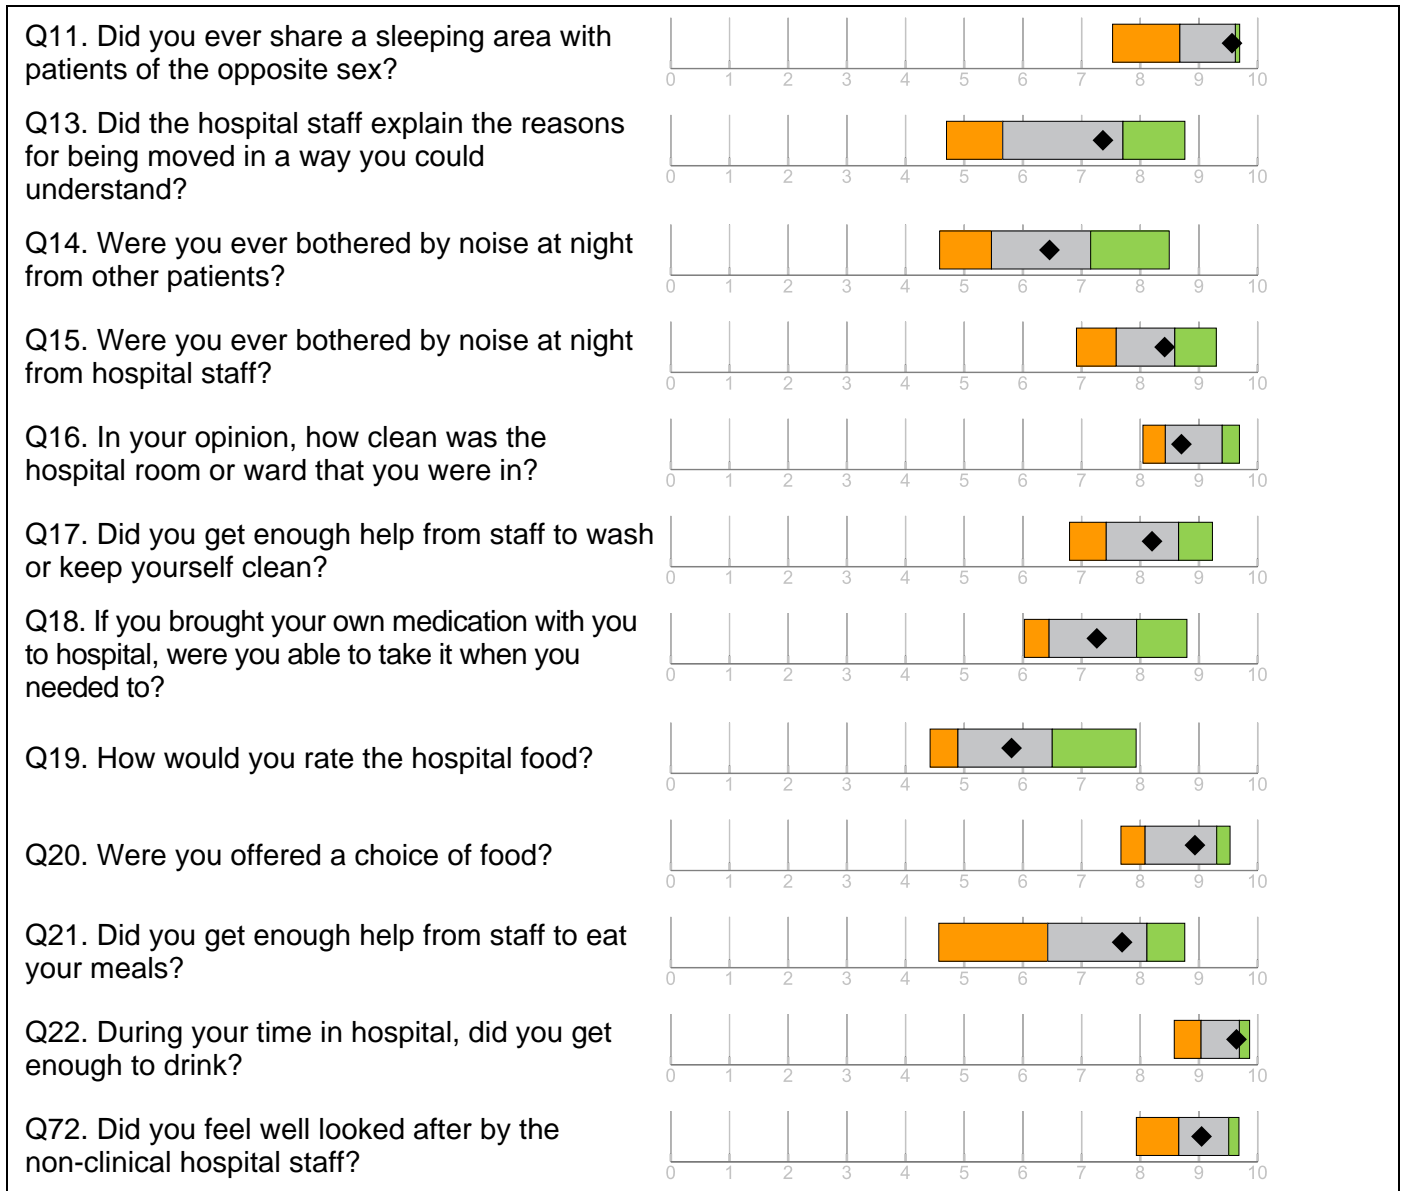 Q11. Did you ever share a sleeping area with
patients of the opposite sex?
0 1 2 3 4 5 6 7 8 9 10
Q13. Did the hospital staff explain the reasons
for being moved in a way you could
understand?
0 1 2 3 4 5 6 7 8 9 10
Q14. Were you ever bothered by noise at night
from other patients?
0 1 2 3 4 5 6 7 8 9 10
Q15. Were you ever bothered by noise at night
from hospital staff?
0 1 2 3 4 5 6 7 8 9 10
Q16. In your opinion, how clean was the
hospital room or ward that you were in?
0 1 2 3 4 5 6 7 8 9 10
Q17. Did you get enough help from staff to wash
or keep yourself clean?
0 1 2 3 4 5 6 7 8 9 10
Q18. If you brought your own medication with you
to hospital, were you able to take it when you
needed to?
0 1 2 3 4 5 6 7 8 9 10
Q19. How would you rate the hospital food?
0 1 2 3 4 5 6 7 8 9 10
Q20. Were you offered a choice of food?
0 1 2 3 4 5 6 7 8 9 10
Q21. Did you get enough help from staff to eat
your meals?
0 1 2 3 4 5 6 7 8 9 10
Q22. During your time in hospital, did you get
enough to drink?
0 1 2 3 4 5 6 7 8 9 10
Q72. Did you feel well looked after by the
non-clinical hospital staff?
0 1 2 3 4 5 6 7 8 9 10